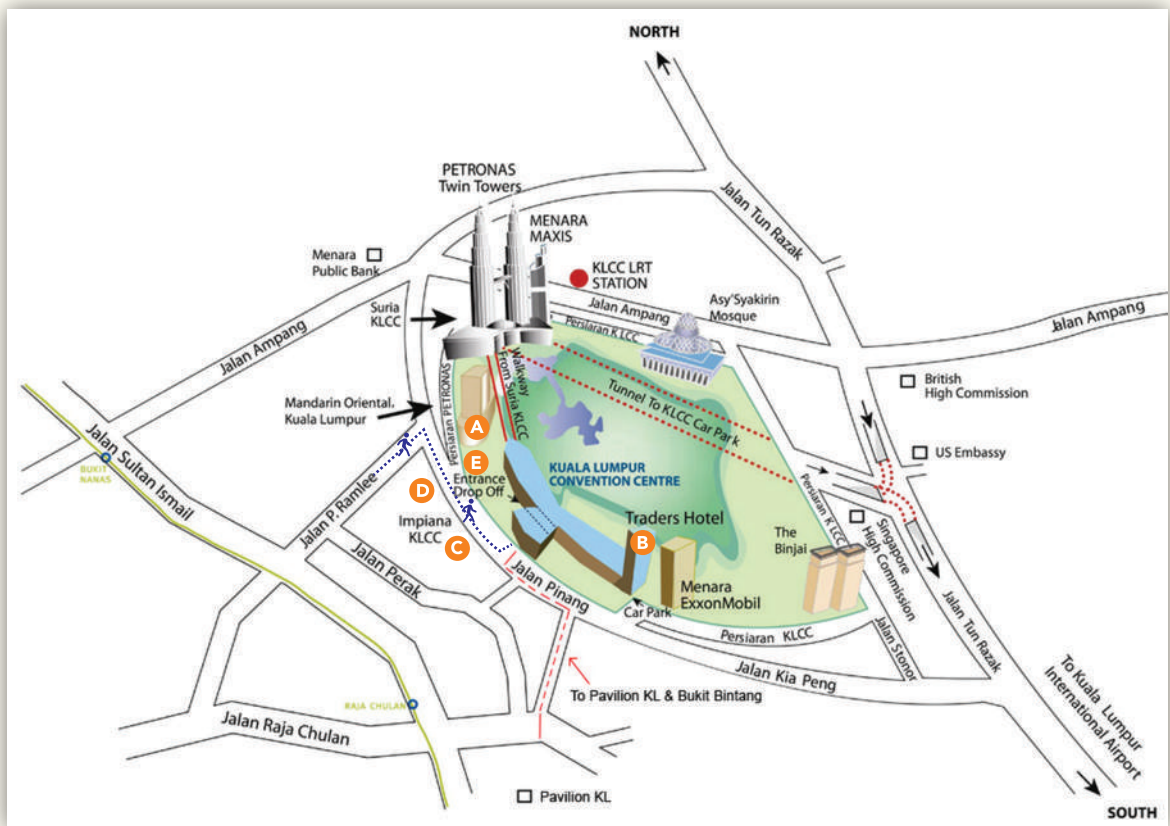 NORTH
PETRONAS
Twin Towers
MENARA
MAXIS
Jalan Tun Razak
Menara
Public Bank
KLCC LRT
STATION
Suria
KLCC
Jalan Ampang
Asy'Syakirin
Mosque
Persiaran KLCC
Jalan Ampang
Jalan Ampang
Walkway
From Suria KLCC
Tunnel To KLCC Car Park
British
High Commission
Mandarin Oriental,
Kuala Lumpur
Persiaran PETRONAS
A
Jalan Sultan Ismail
BUKIT
NANAS
US Embassy
E
KUALA LUMPUR
CONVENTION CENTRE
Entrance
Drop Off
D
Persiaran KLCC
Jalan P. Ramlee
Impiana
KLCC
C
Traders Hotel
B
The
Binjai
Singapore
High Commission
Jalan Perak
Jalan Pinang
Menara
ExxonMobil
Car Park
Persiaran KLCC
Jalan Stonor
Jalan Tun Razak
Jalan Kia Peng
To Kuala Lumpur
International Airport
To Pavilion KL & Bukit Bintang
RAJA CHULAN
Jalan Raja Chulan
Pavilion KL
SOUTH